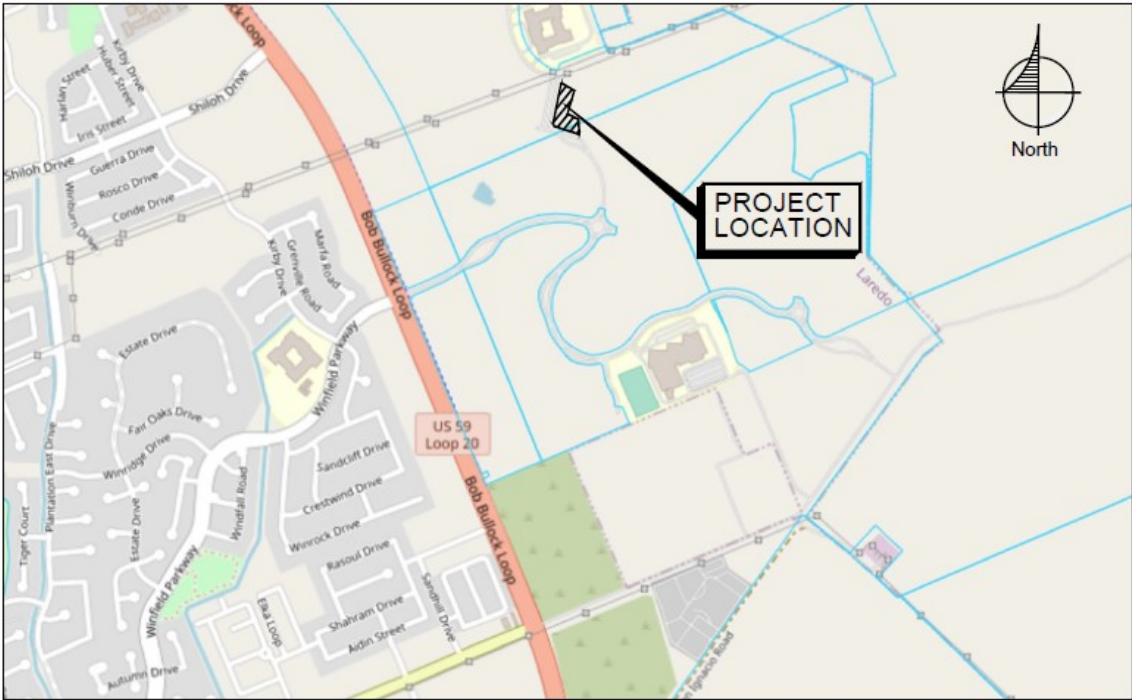 ck Loop
Kirby Drive
Huber Street
Harlan Street
Shiloh Drive
Iris Street
North
Shiloh Drive
Guerra Drive
Rosco Drive
Conde Drive
Winburn Drive
PROJECT
LOCATION
Bob Bullock Loop
Marfa Road
Grenville Road
Kirby Drive
Laredo
Estate Drive
Winfield Parkway
Fair Oaks Drive
US 59
Loop 20
Winridge Drive
Plantation East Drive
Sandcliff Drive
Windfall Road
Crestwind Drive
Bob Bullock Loop
Tiger Court
Estate Drive
Winrock Drive
Rasoul Drive
Winfield Parkway
Sandhill Drive
Elka Loop
Shahram Drive
Aidin Street
Ignacio Road
Autumn Drive